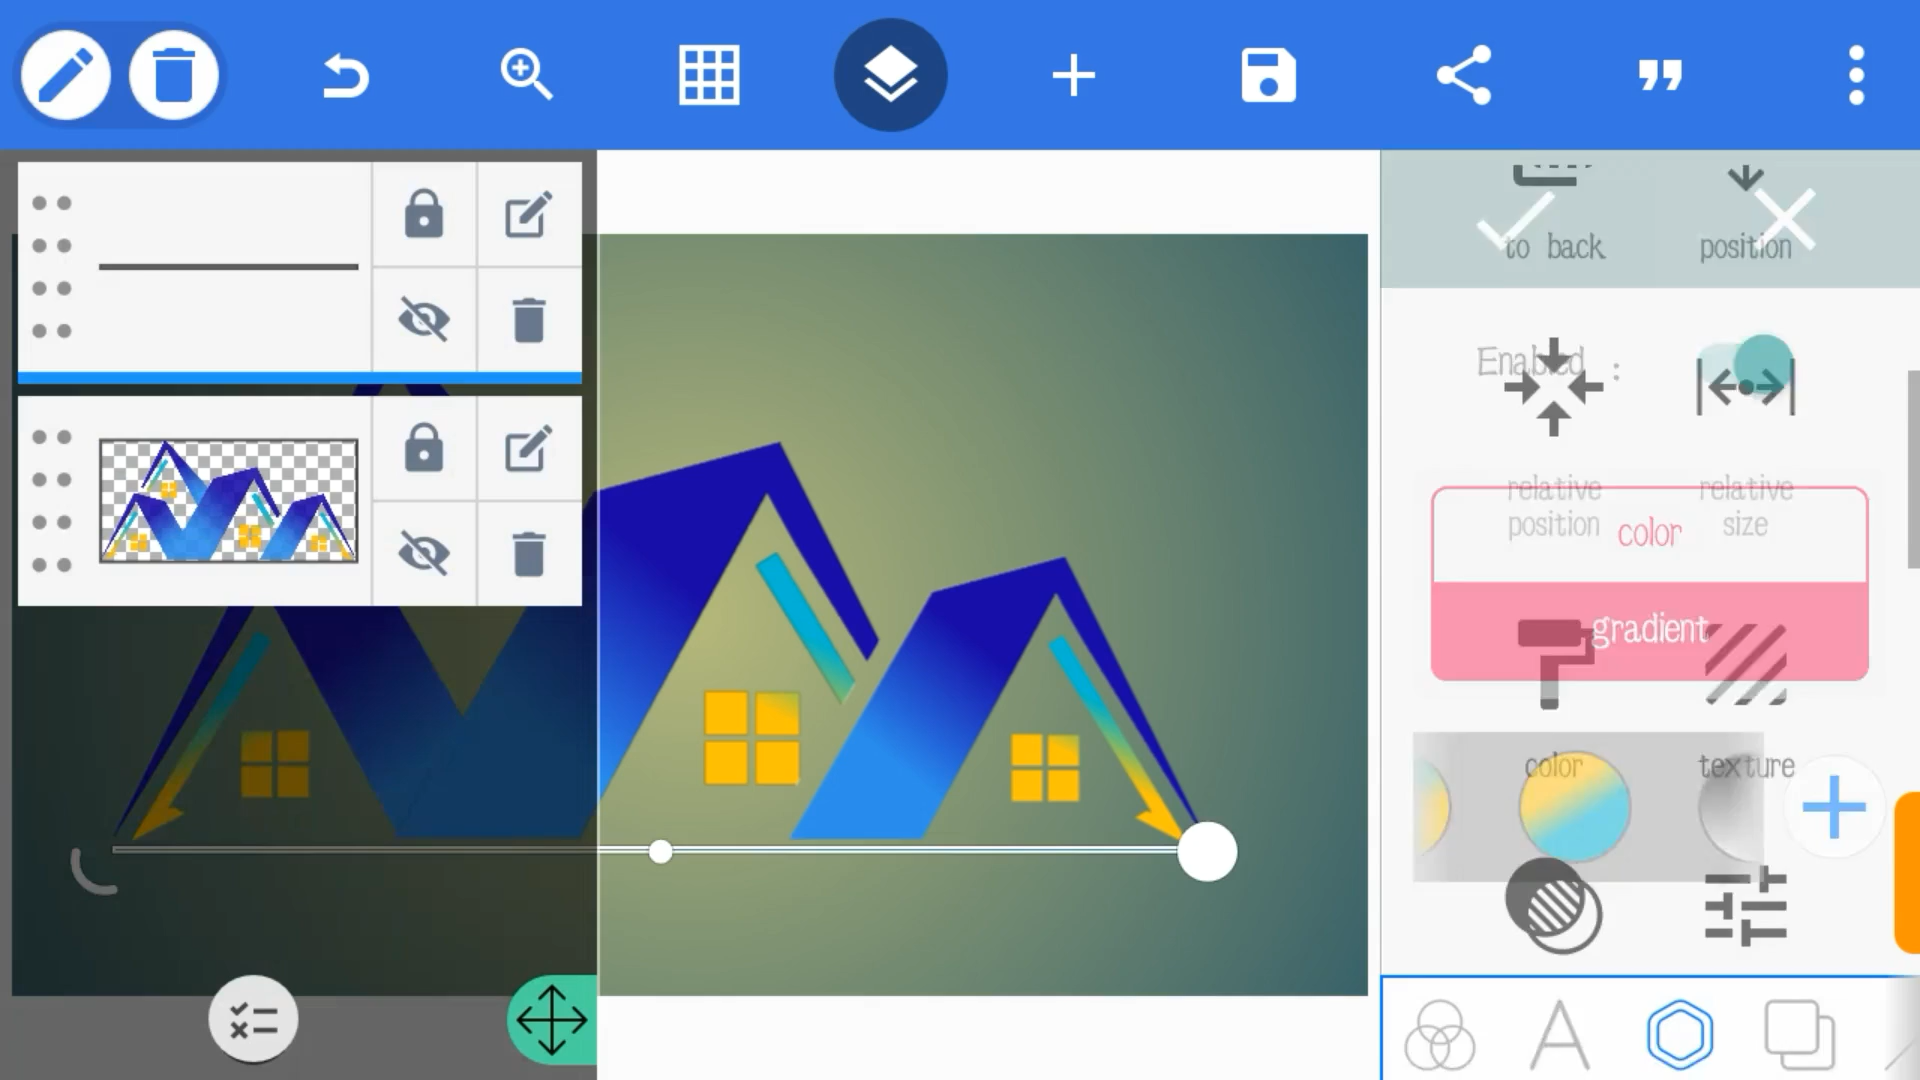 to back
position
Enabled :
relative
position
relative
size
color
gradient
color
texture